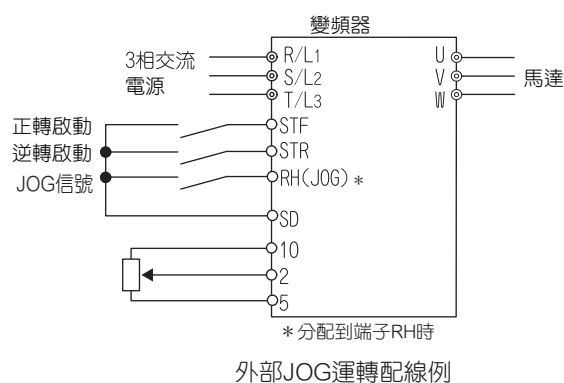 變頻器
3相交流
電源
R/L1
S/L2
T/L3
U
V
W
馬達
正轉啟動
STF
逆轉啟動
STR
JOG信號
RH(JOG)*
SD
10
2
5
*分配到端子RH時
外部JOG運轉配線例